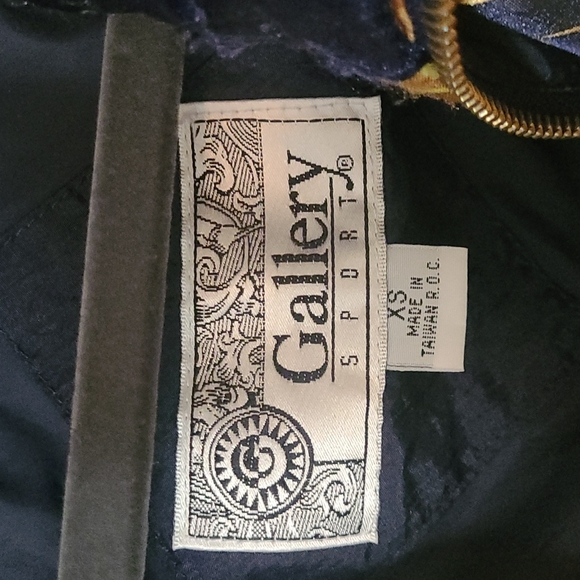 Gallery®
SPORT
G
XS
MADE IN
TAIWAN R.O.C.